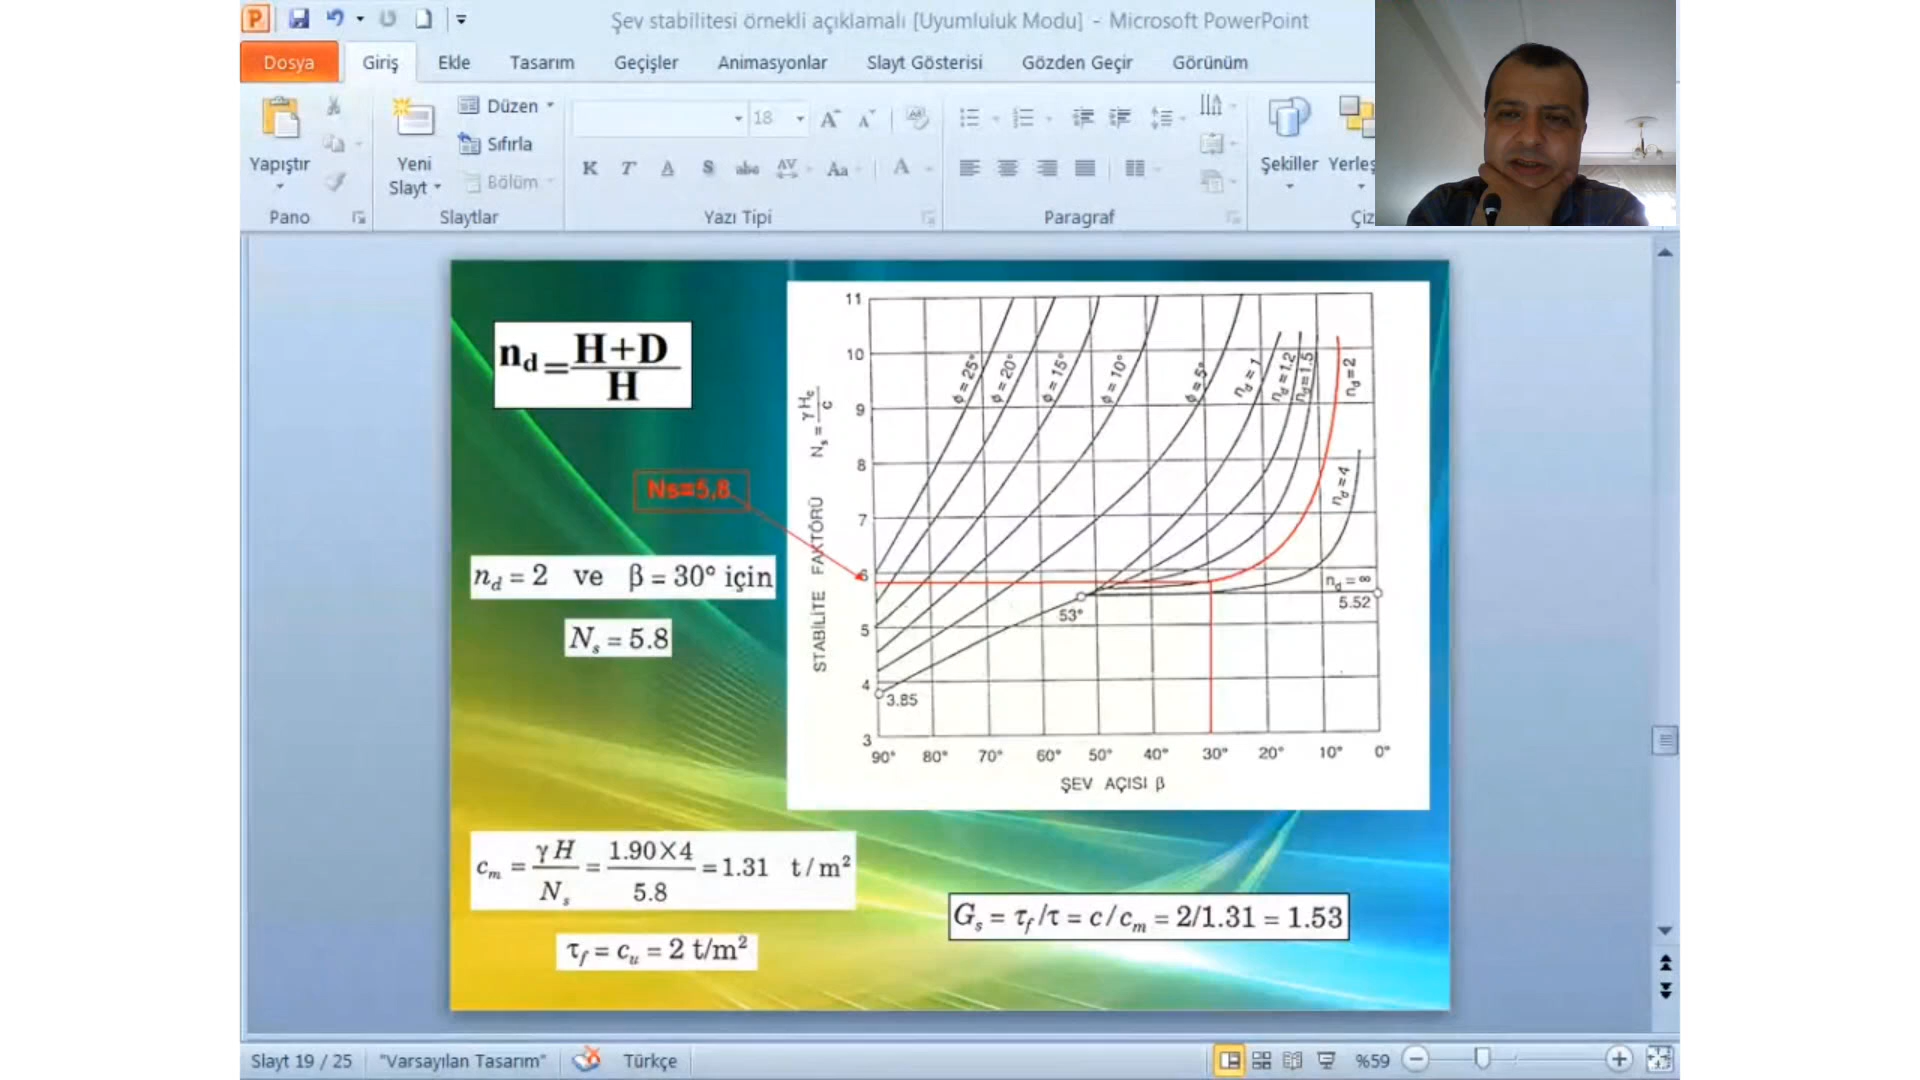 Şev stabilitesi örnekli açıklamalı [Uyumluluk Modu] - Microsoft PowerPoint
Dosya Giriş Ekle Tasarım Geçişler Animasyonlar Slayt Gösterisi Gözden Geçir Görünüm
Yapıştır
Pano
Yeni
Slayt
Düzen
Sıfırla
Bölüm
Slaytlar
18
K T A S abc AV Aa A
Yazı Tipi
Paragraf
Şekiller Yerleş
Çiz
n_d = H+D / H
Ns=5,8
n_d = 2 ve β = 30° için
N_s = 5.8
STABİLİTE FAKTÖRÜ N_s = γ H_c / c
11
10
9
8
7
6
5
4
3
φ = 25°
φ = 20°
φ = 15°
φ = 10°
φ = 5°
n_d = 1
n_d = 1,2
n_d = 1,5
n_d = 2
n_d = 4
n_d = ∞
5.52
53°
3.85
90° 80° 70° 60° 50° 40° 30° 20° 10° 0°
ŞEV AÇISI β
c_m = γ H / N_s = 1.90×4 / 5.8 = 1.31 t / m²
τ_f = c_u = 2 t/m²
G_s = τ_f /τ = c / c_m = 2/1.31 = 1.53
Slayt 19 / 25 "Varsayılan Tasarım" Türkçe %59